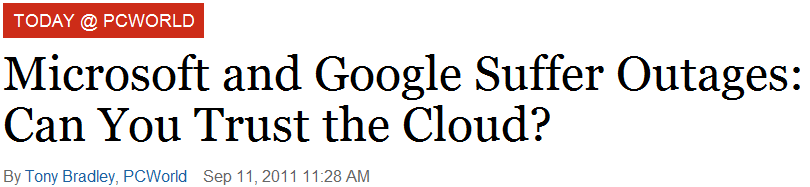 TODAY @ PCWORLD
Microsoft and Google Suffer Outages:
Can You Trust the Cloud?
By Tony Bradley, PCWorld Sep 11, 2011 11:28 AM